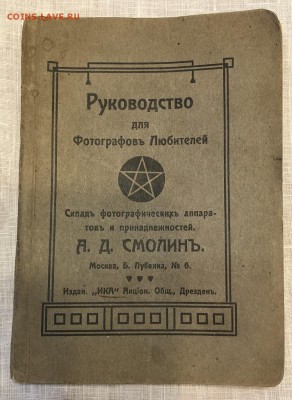 COINS.LAVE.RU
Руководство
для
Фотографовъ Любителей
Складъ фотографическихъ аппара-
товъ и принадлежностей.
А. Д. СМОЛИНЪ.
Москва, Б. Лубянка, № 6.
Издан. „ИКА" Акціон. Общ., Дрезденъ.